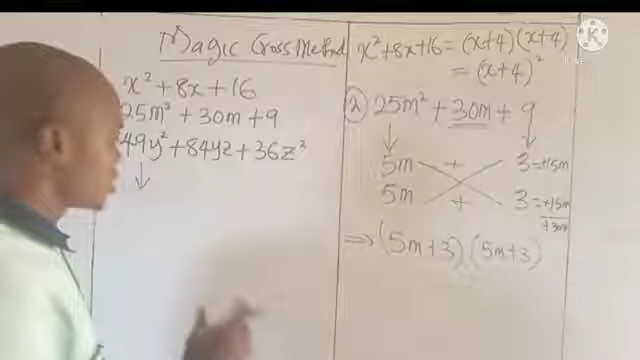 Magic Cross Method
x² + 8x + 16
25m² + 30m + 9
49y² + 84yz + 36z²
x² + 8x + 16 = (x+4)(x+4)
= (x+4)²
2 25m² + 30m + 9
5m + 3 = +15m
5m + 3 = +15m
+30m
⇒ (5m+3)(5m+3)
K